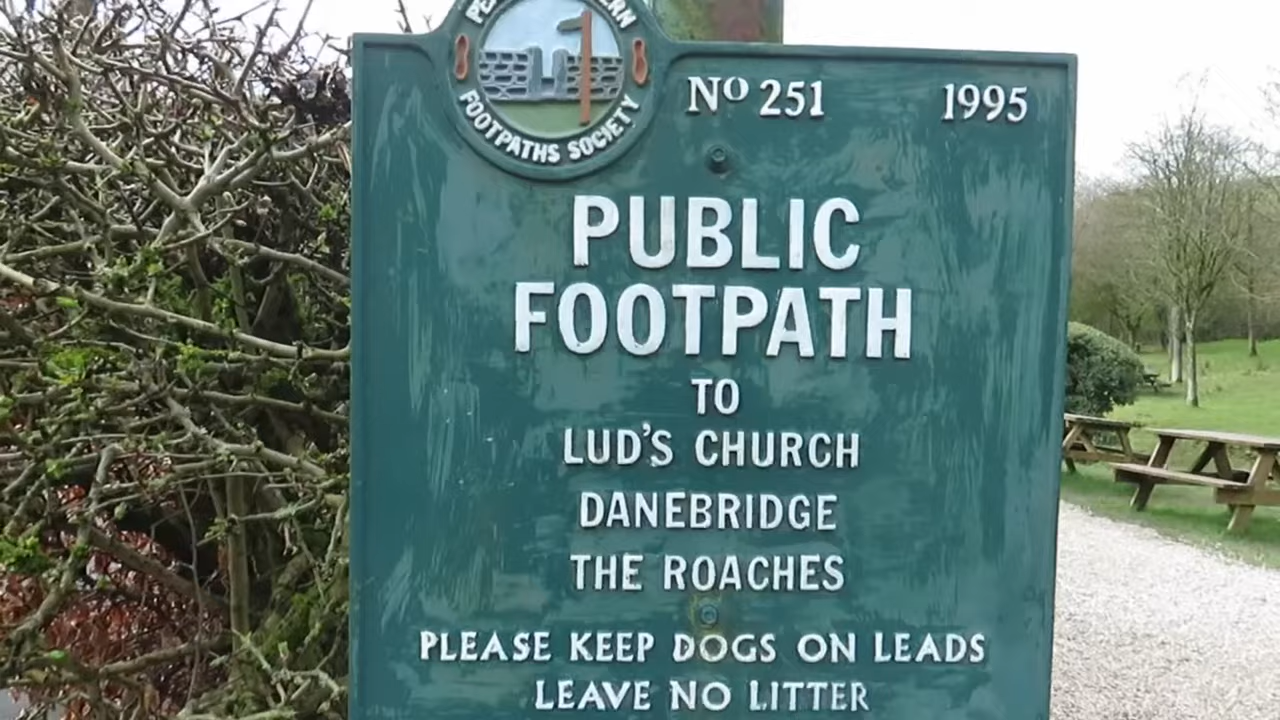 FOOTPATHS SOCIETY
Nº 251 1995
PUBLIC
FOOTPATH
TO
LUD'S CHURCH
DANEBRIDGE
THE ROACHES
PLEASE KEEP DOGS ON LEADS
LEAVE NO LITTER